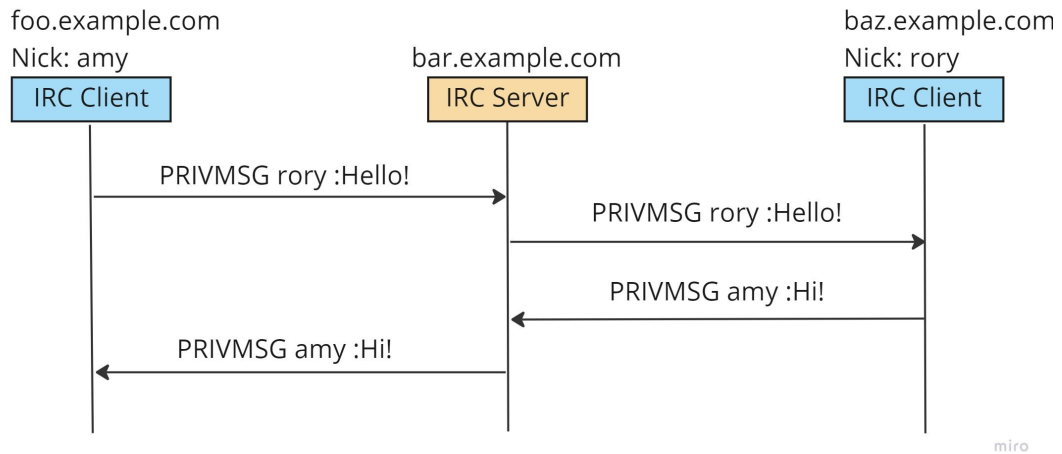 foo.example.com
Nick: amy
IRC Client
bar.example.com
IRC Server
baz.example.com
Nick: rory
IRC Client
PRIVMSG rory :Hello!
PRIVMSG rory :Hello!
PRIVMSG amy :Hi!
PRIVMSG amy :Hi!
miro